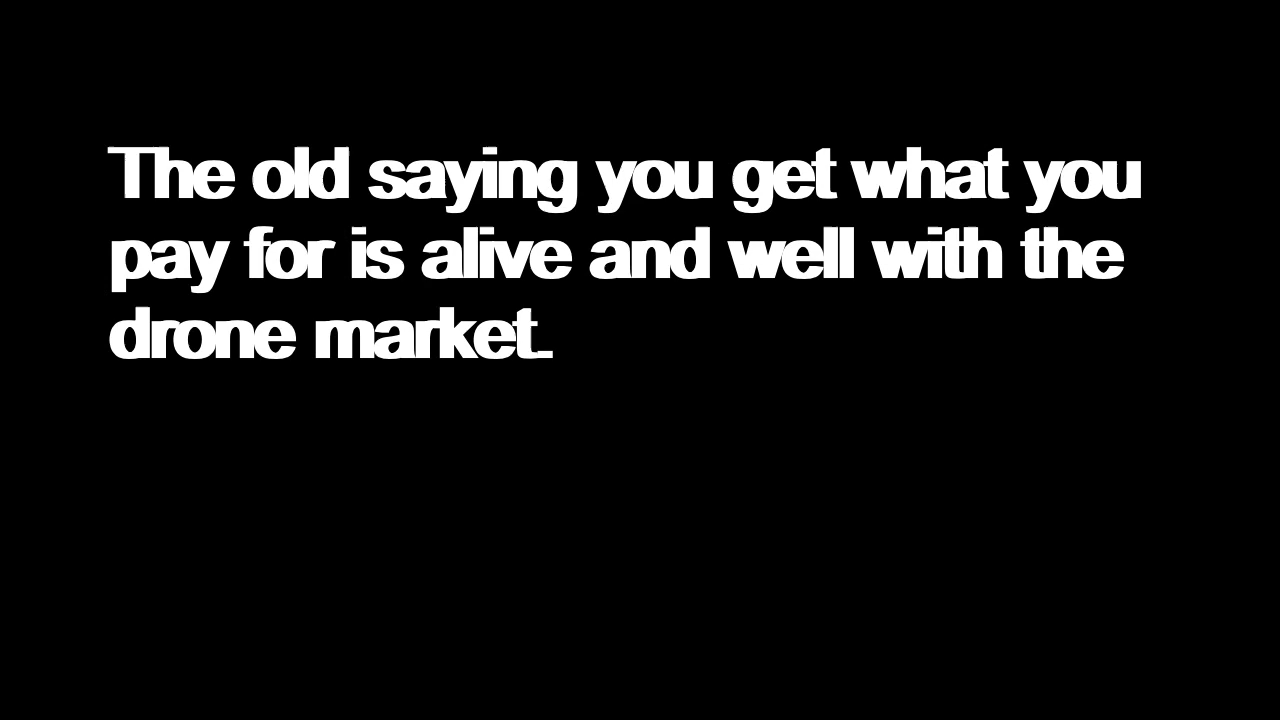 The old saying you get what you
pay for is alive and well with the
drone market.